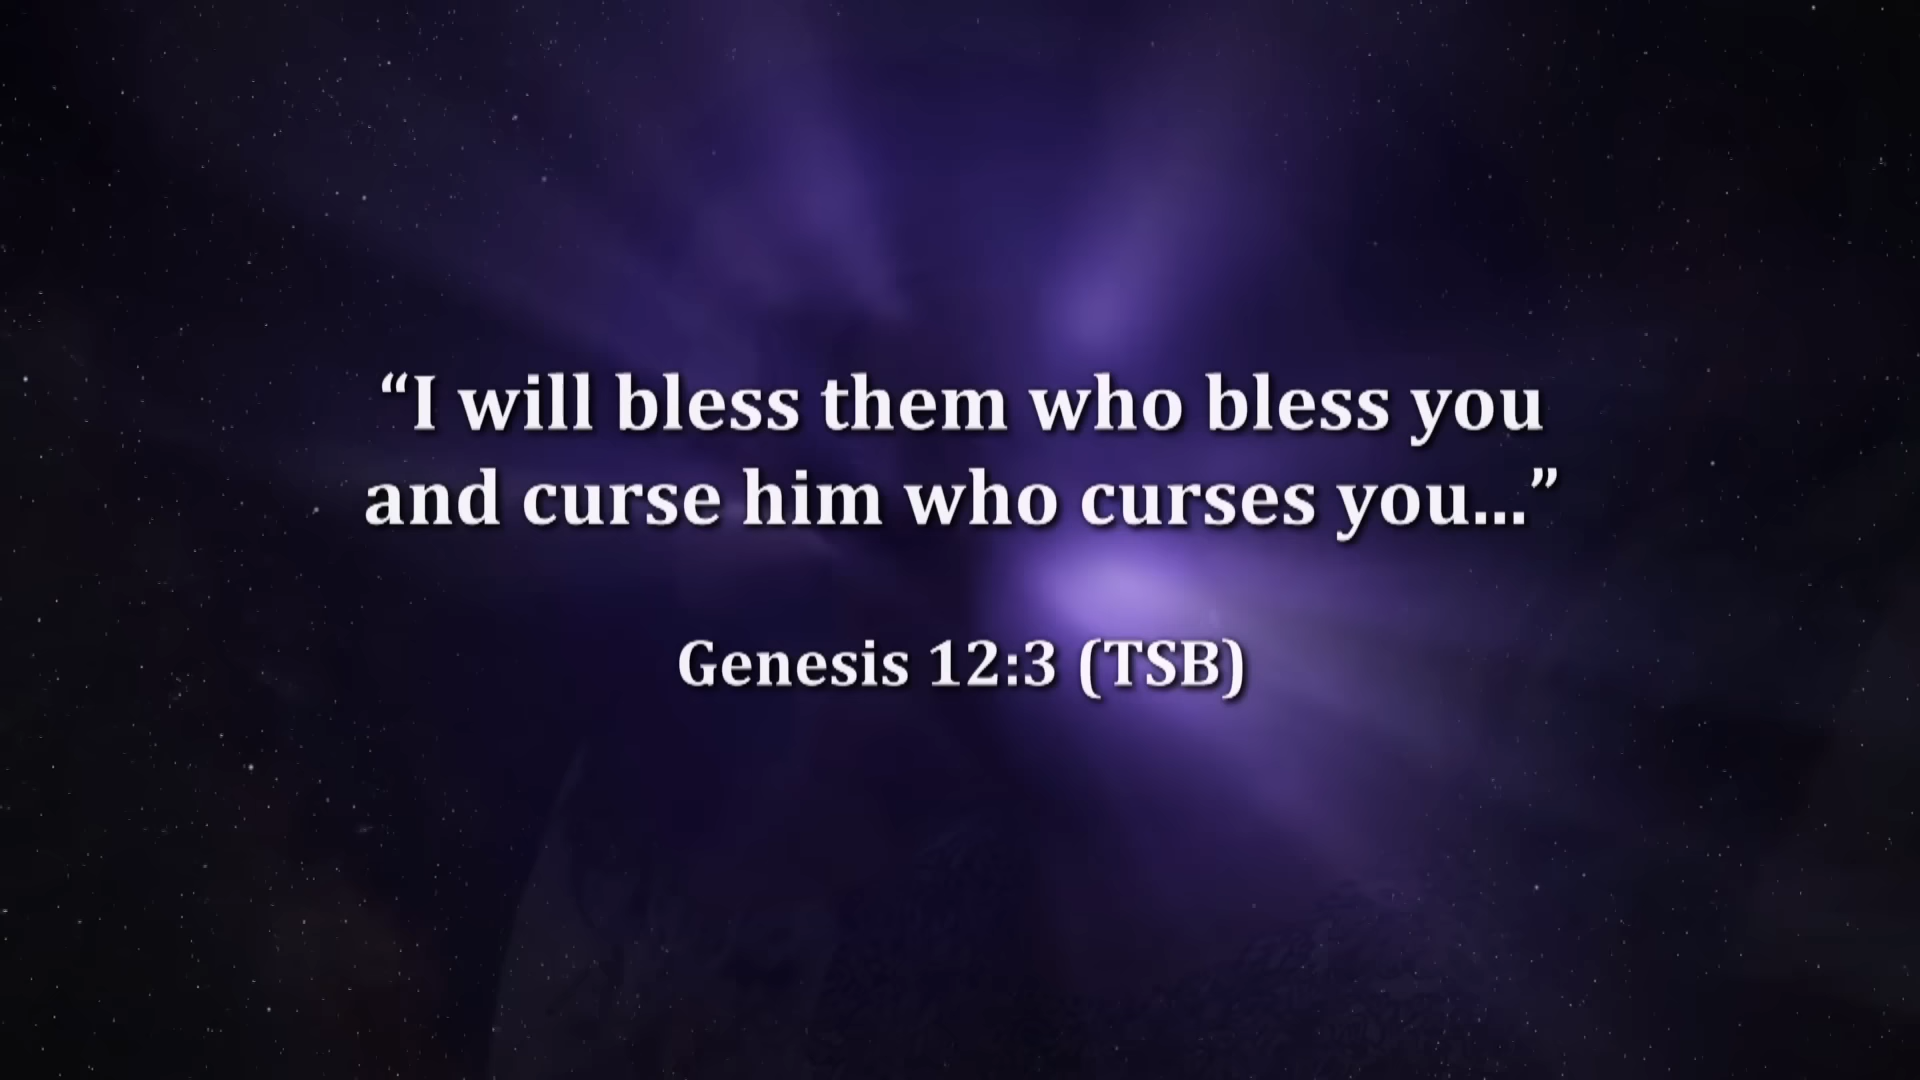 “I will bless them who bless you
and curse him who curses you...”
Genesis 12:3 (TSB)